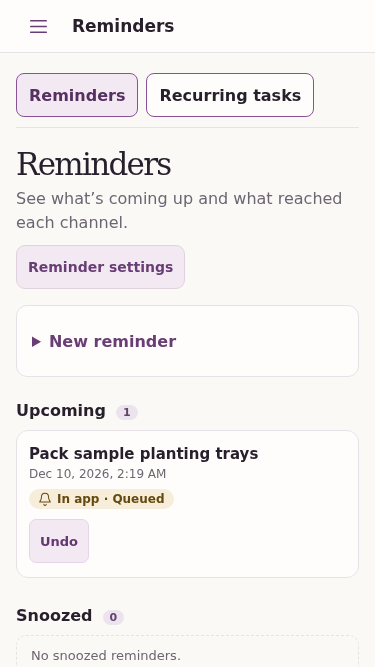 Reminders
Reminders
Recurring tasks
Reminders
See what’s coming up and what reached
each channel.
Reminder settings
New reminder
Upcoming 1
Pack sample planting trays
Dec 10, 2026, 2:19 AM
In app · Queued
Undo
Snoozed 0
No snoozed reminders.